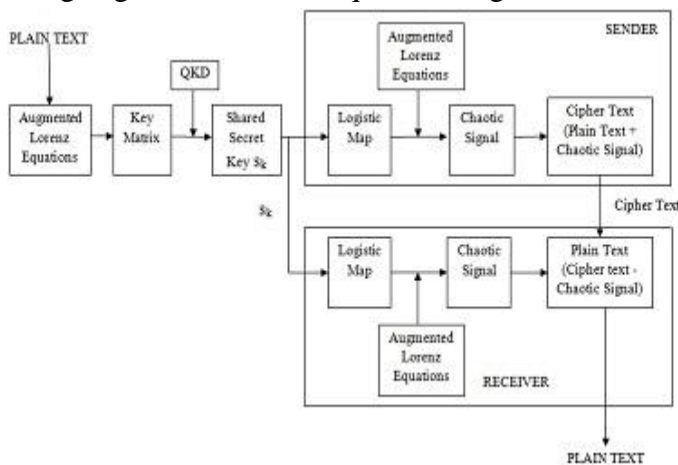 PLAIN TEXT
Augmented
Lorenz
Equations
Key
Matrix
QKD
Shared
Secret
Key Sk
Sk
SENDER
Logistic
Map
Augmented
Lorenz
Equations
Chaotic
Signal
Cipher Text
(Plain Text +
Chaotic Signal)
Cipher Text
Logistic
Map
Augmented
Lorenz
Equations
Chaotic
Signal
Plain Text
(Cipher text -
Chaotic Signal)
RECEIVER
PLAIN TEXT